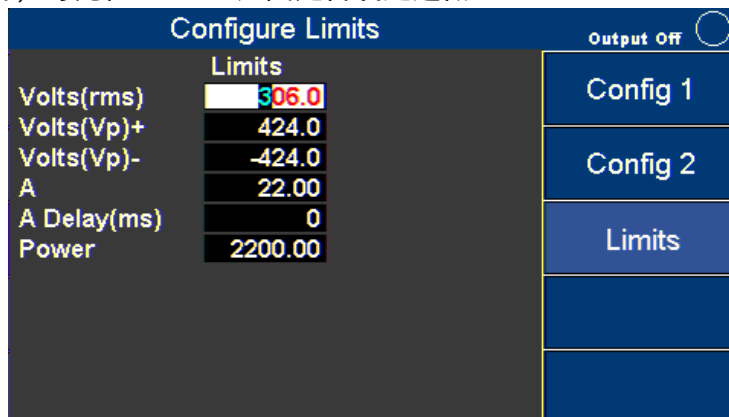 Configure Limits
Output Off
Limits
Volts(rms) 306.0
Volts(Vp)+ 424.0
Volts(Vp)- -424.0
A 22.00
A Delay(ms) 0
Power 2200.00
Config 1
Config 2
Limits